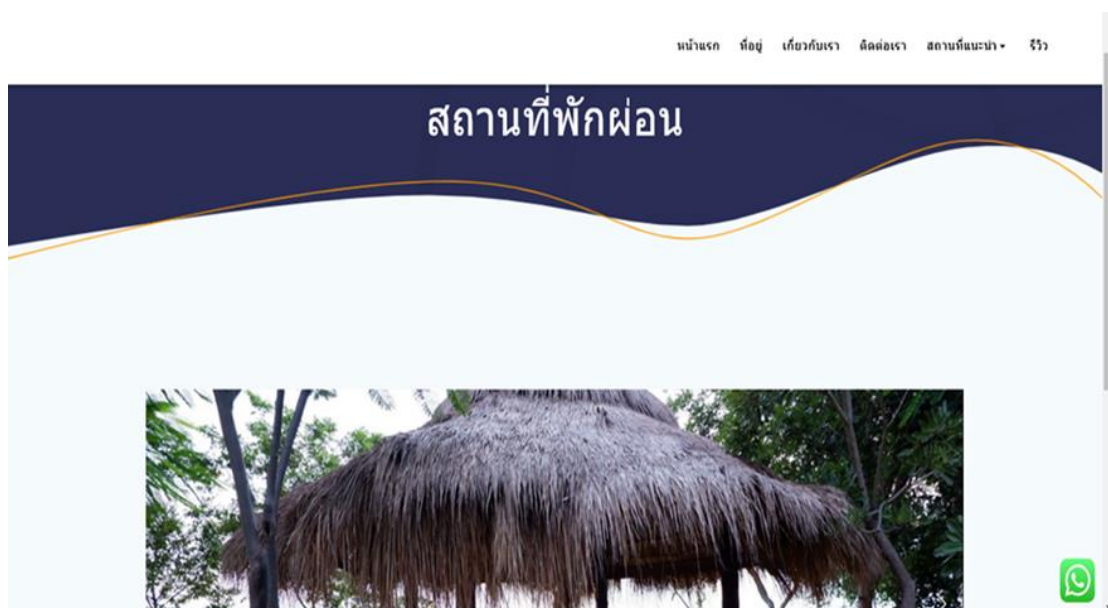 หน้าแรก ที่อยู่ เกี่ยวกับเรา ติดต่อเรา สถานที่แนะนำ รีวิว
สถานที่พักผ่อน